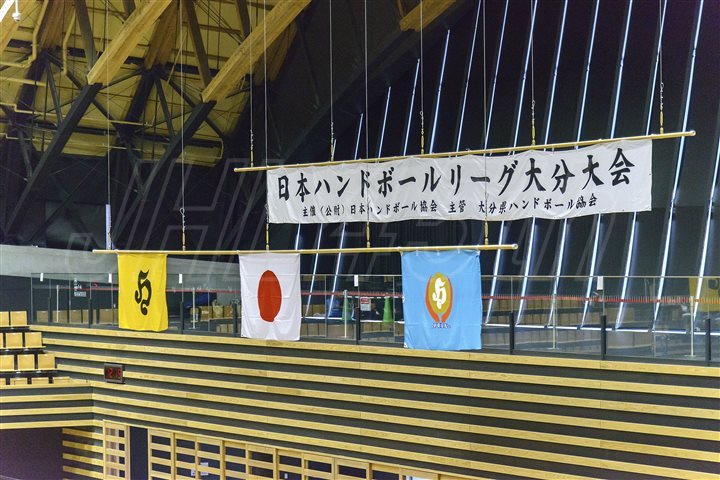 日本ハンドボールリーグ大分大会
主催（公財）日本ハンドボール協会　主管　大分県ハンドボール協会